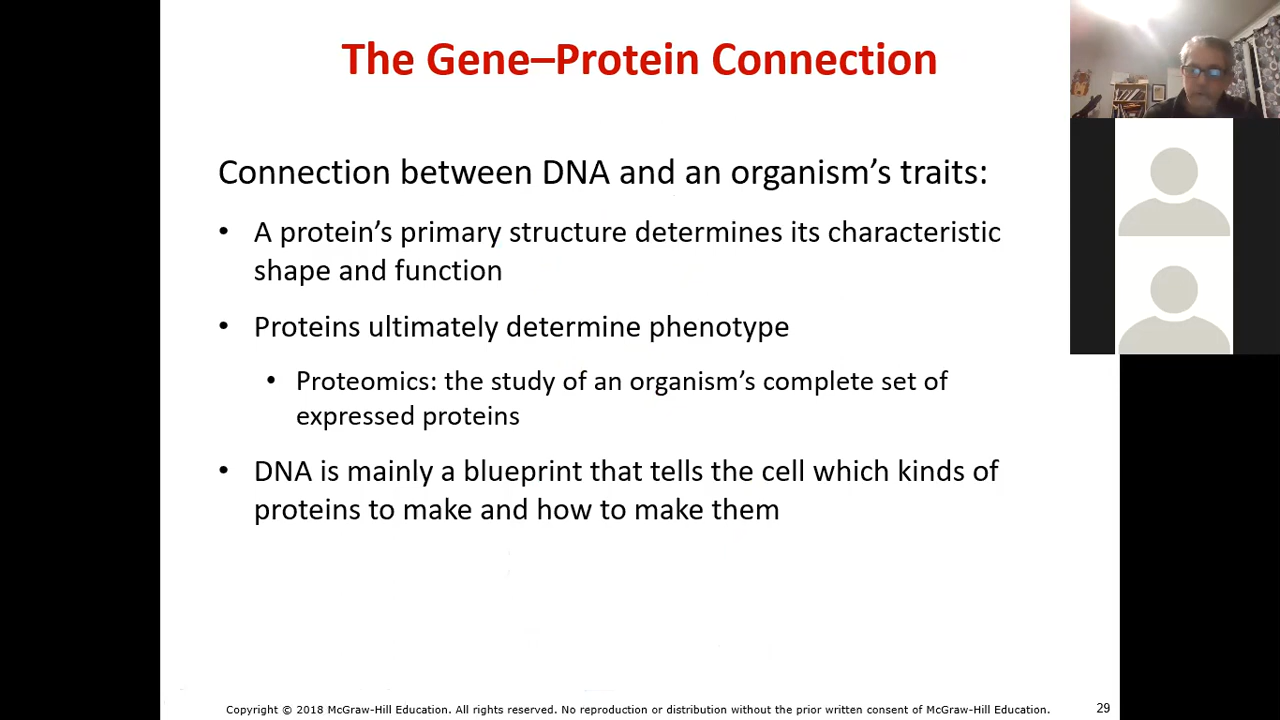 The Gene–Protein Connection
Connection between DNA and an organism’s traits:
• A protein’s primary structure determines its characteristic
shape and function
• Proteins ultimately determine phenotype
• Proteomics: the study of an organism’s complete set of
expressed proteins
• DNA is mainly a blueprint that tells the cell which kinds of
proteins to make and how to make them
Copyright © 2018 McGraw-Hill Education. All rights reserved. No reproduction or distribution without the prior written consent of McGraw-Hill Education.
29